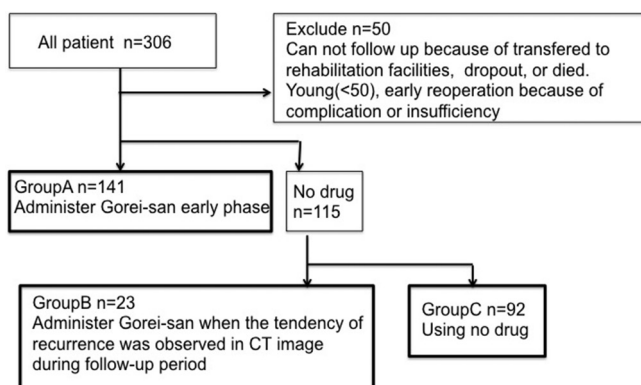 All patient n=306
Exclude n=50
Can not follow up because of transfered to
rehabilitation facilities, dropout, or died.
Young(<50), early reoperation because of
complication or insufficiency
GroupA n=141
Administer Gorei-san early phase
No drug
n=115
GroupB n=23
Administer Gorei-san when the tendency of
recurrence was observed in CT image
during follow-up period
GroupC n=92
Using no drug